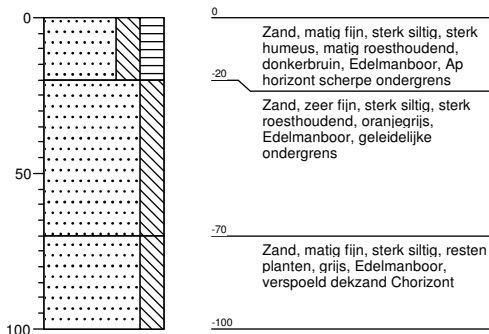 0
50
100
0
Zand, matig fijn, sterk siltig, sterk
humeus, matig roesthoudend,
donkerbruin, Edelmanboor, Ap
horizont scherpe ondergrens
-20
Zand, zeer fijn, sterk siltig, sterk
roesthoudend, oranjegrijs,
Edelmanboor, geleidelijke
ondergrens
-70
Zand, matig fijn, sterk siltig, resten
planten, grijs, Edelmanboor,
verspoeld dekzand Chorizont
-100